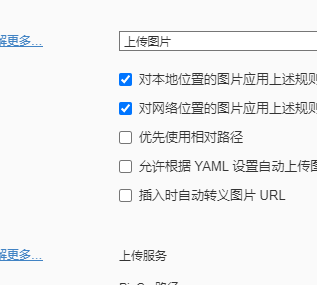 解更多...
上传图片
对本地位置的图片应用上述规则
对网络位置的图片应用上述规则
优先使用相对路径
允许根据 YAML 设置自动上传图
插入时自动转义图片 URL
解更多...
上传服务